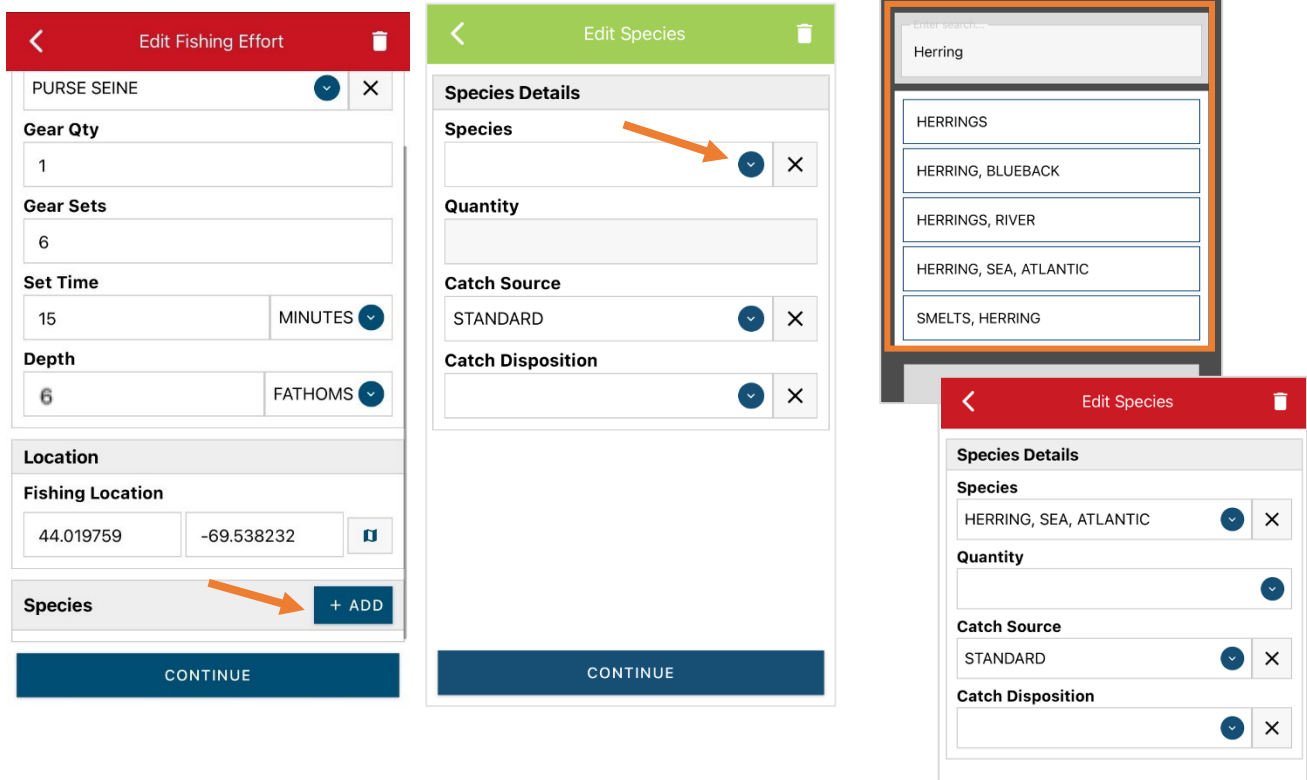 Edit Fishing Effort
PURSE SEINE
Gear Qty
1
Gear Sets
6
Set Time
15 MINUTES
Depth
6 FATHOMS
Location
Fishing Location
44.019759 -69.538232
Species + ADD
CONTINUE
Edit Species
Species Details
Species
Quantity
Catch Source
STANDARD
Catch Disposition
CONTINUE
Enter search...
Herring
HERRINGS
HERRING, BLUEBACK
HERRINGS, RIVER
HERRING, SEA, ATLANTIC
SMELTS, HERRING
Edit Species
Species Details
Species
HERRING, SEA, ATLANTIC
Quantity
Catch Source
STANDARD
Catch Disposition